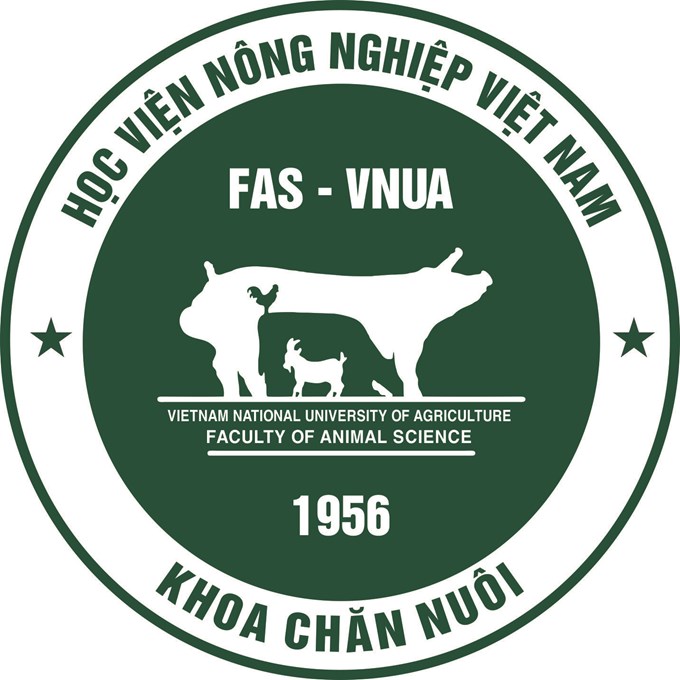 HỌC VIỆN NÔNG NGHIỆP VIỆT NAM
FAS - VNUA
VIETNAM NATIONAL UNIVERSITY OF AGRICULTURE
FACULTY OF ANIMAL SCIENCE
1956
KHOA CHĂN NUÔI